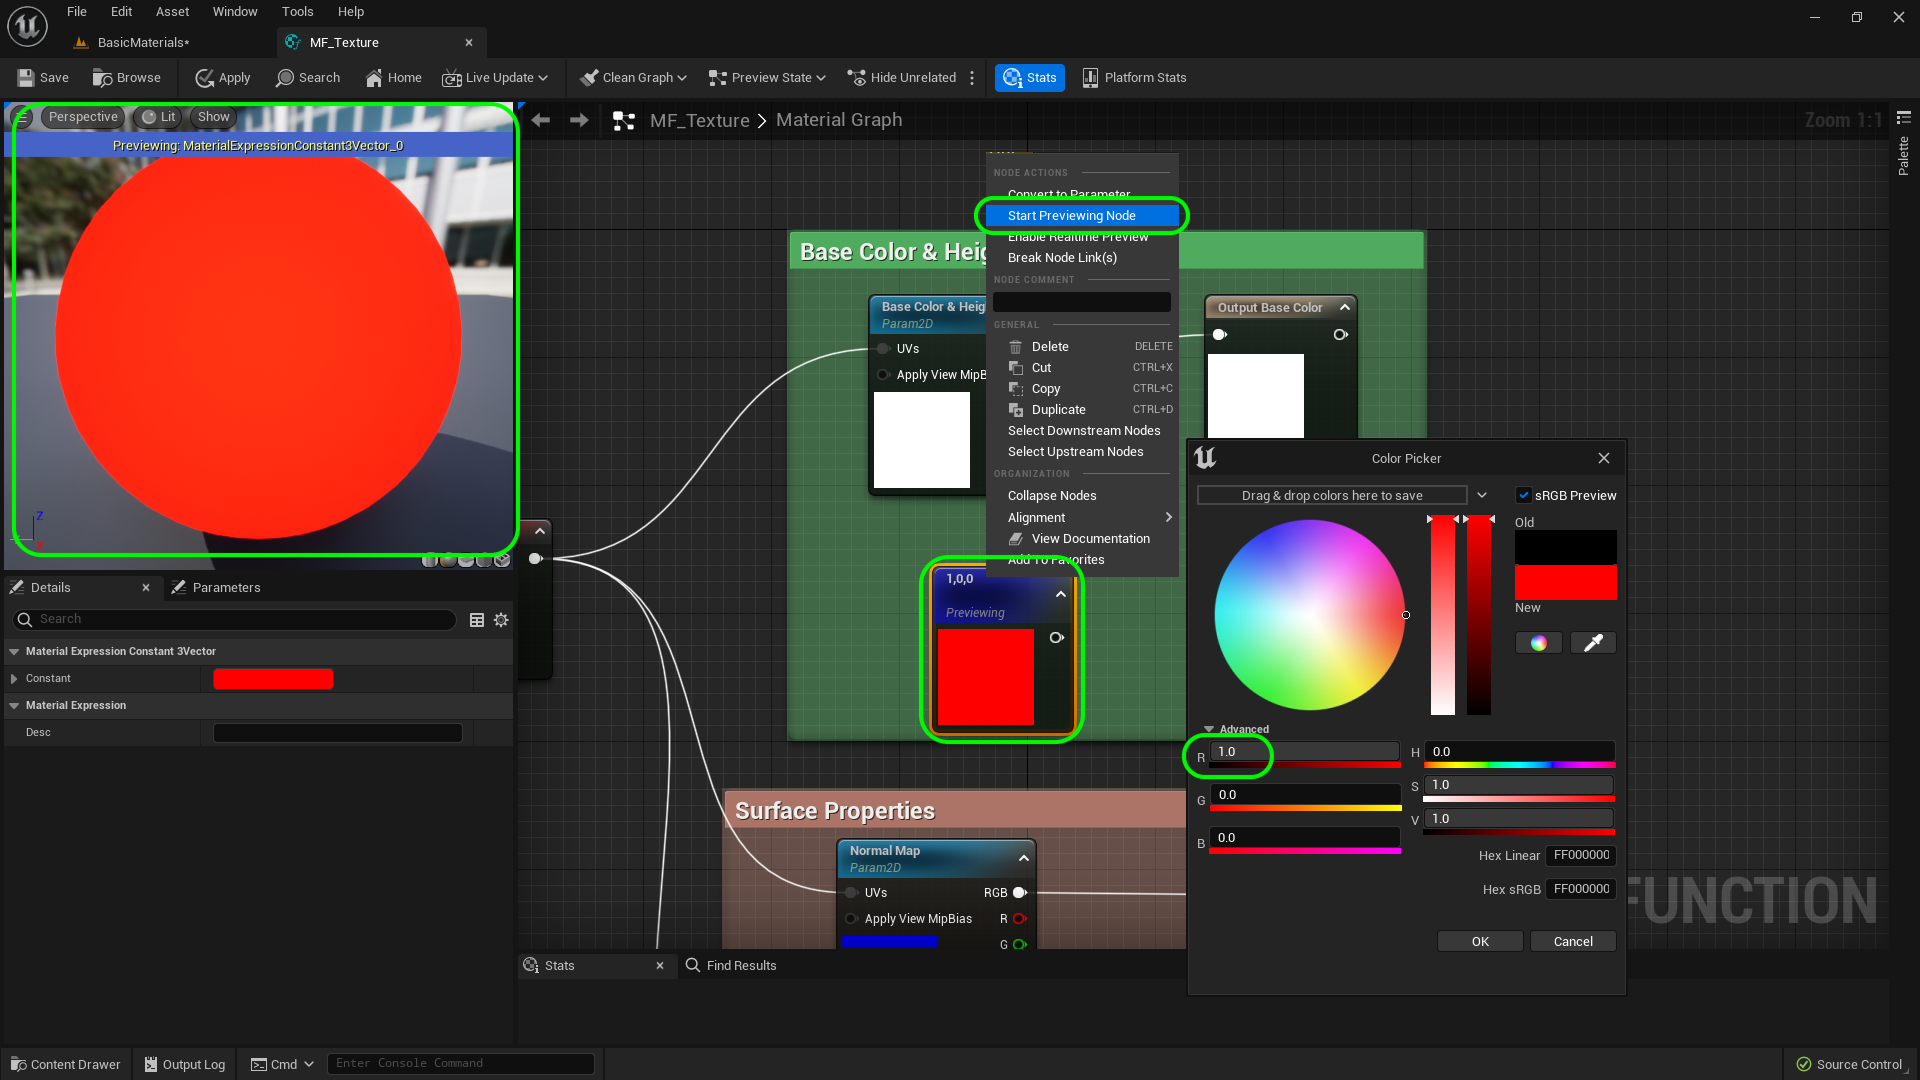 File Edit Asset Window Tools Help
BasicMaterials*
MF_Texture
Save Browse Apply Search Home Live Update Clean Graph Preview State Hide Unrelated Stats Platform Stats
Perspective Lit Show
Previewing: MaterialExpressionConstant3Vector_0
Z
MF_Texture > Material Graph
Zoom 1:1
Palette
NODE ACTIONS
Convert to Parameter
Start Previewing Node
Enable Realtime Preview
Break Node Link(s)
NODE COMMENT
GENERAL
Delete DELETE
Cut CTRL+X
Copy CTRL+C
Duplicate CTRL+D
Select Downstream Nodes
Select Upstream Nodes
ORGANIZATION
Collapse Nodes
Alignment
View Documentation
Add To Favorites
Base Color & Heig
Base Color & Heig
Param2D
UVs
Apply View MipB
Output Base Color
1,0,0
Previewing
Surface Properties
Normal Map
Param2D
UVs RGB
Apply View MipBias R
G
Color Picker
Drag & drop colors here to save
sRGB Preview
Old
New
Advanced
R 1.0
G 0.0
B 0.0
H 0.0
S 1.0
V 1.0
Hex Linear FF000000
Hex sRGB FF000000
OK Cancel
FUNCTION
Details
Parameters
Search
Material Expression Constant 3Vector
Constant
Material Expression
Desc
Stats
Find Results
Content Drawer Output Log Cmd Enter Console Command
Source Control